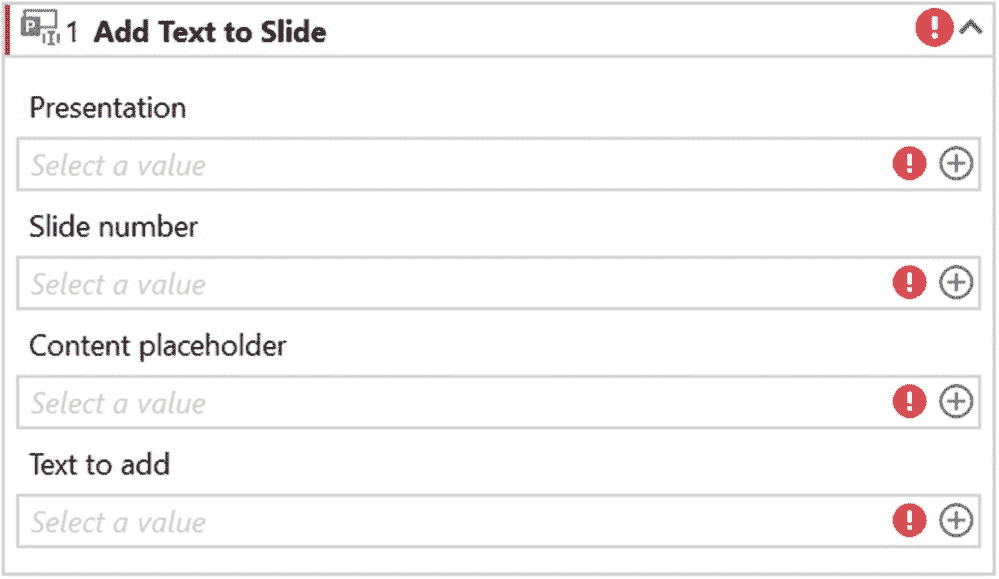 1 Add Text to Slide
Presentation
Select a value
Slide number
Select a value
Content placeholder
Select a value
Text to add
Select a value